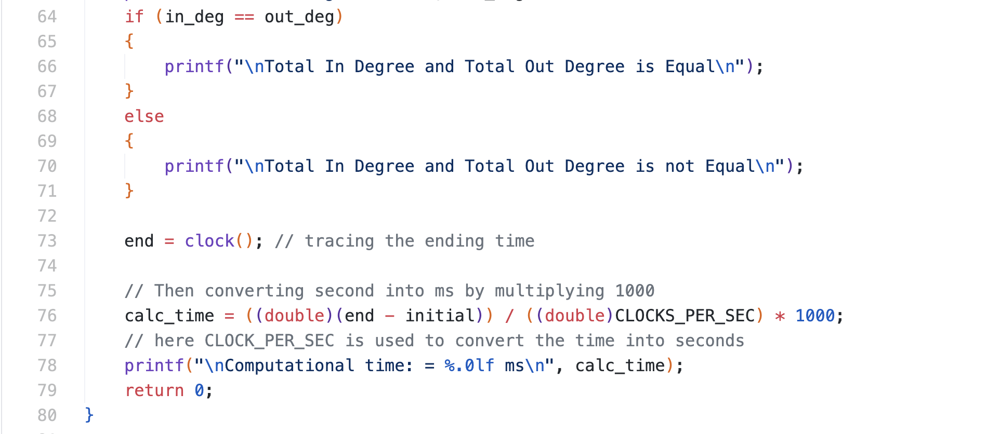 64 if (in_deg == out_deg)
65 {
66 printf("\nTotal In Degree and Total Out Degree is Equal\n");
67 }
68 else
69 {
70 printf("\nTotal In Degree and Total Out Degree is not Equal\n");
71 }
72
73 end = clock(); // tracing the ending time
74
75 // Then converting second into ms by multiplying 1000
76 calc_time = ((double)(end - initial)) / ((double)CLOCKS_PER_SEC) * 1000;
77 // here CLOCK_PER_SEC is used to convert the time into seconds
78 printf("\nComputational time: = %.0lf ms\n", calc_time);
79 return 0;
80 }